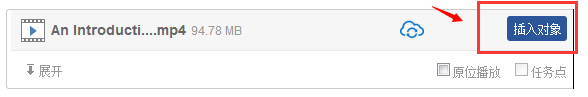 An Introducti....mp4 94.78 MB 插入对象
展开 原位播放 任务点